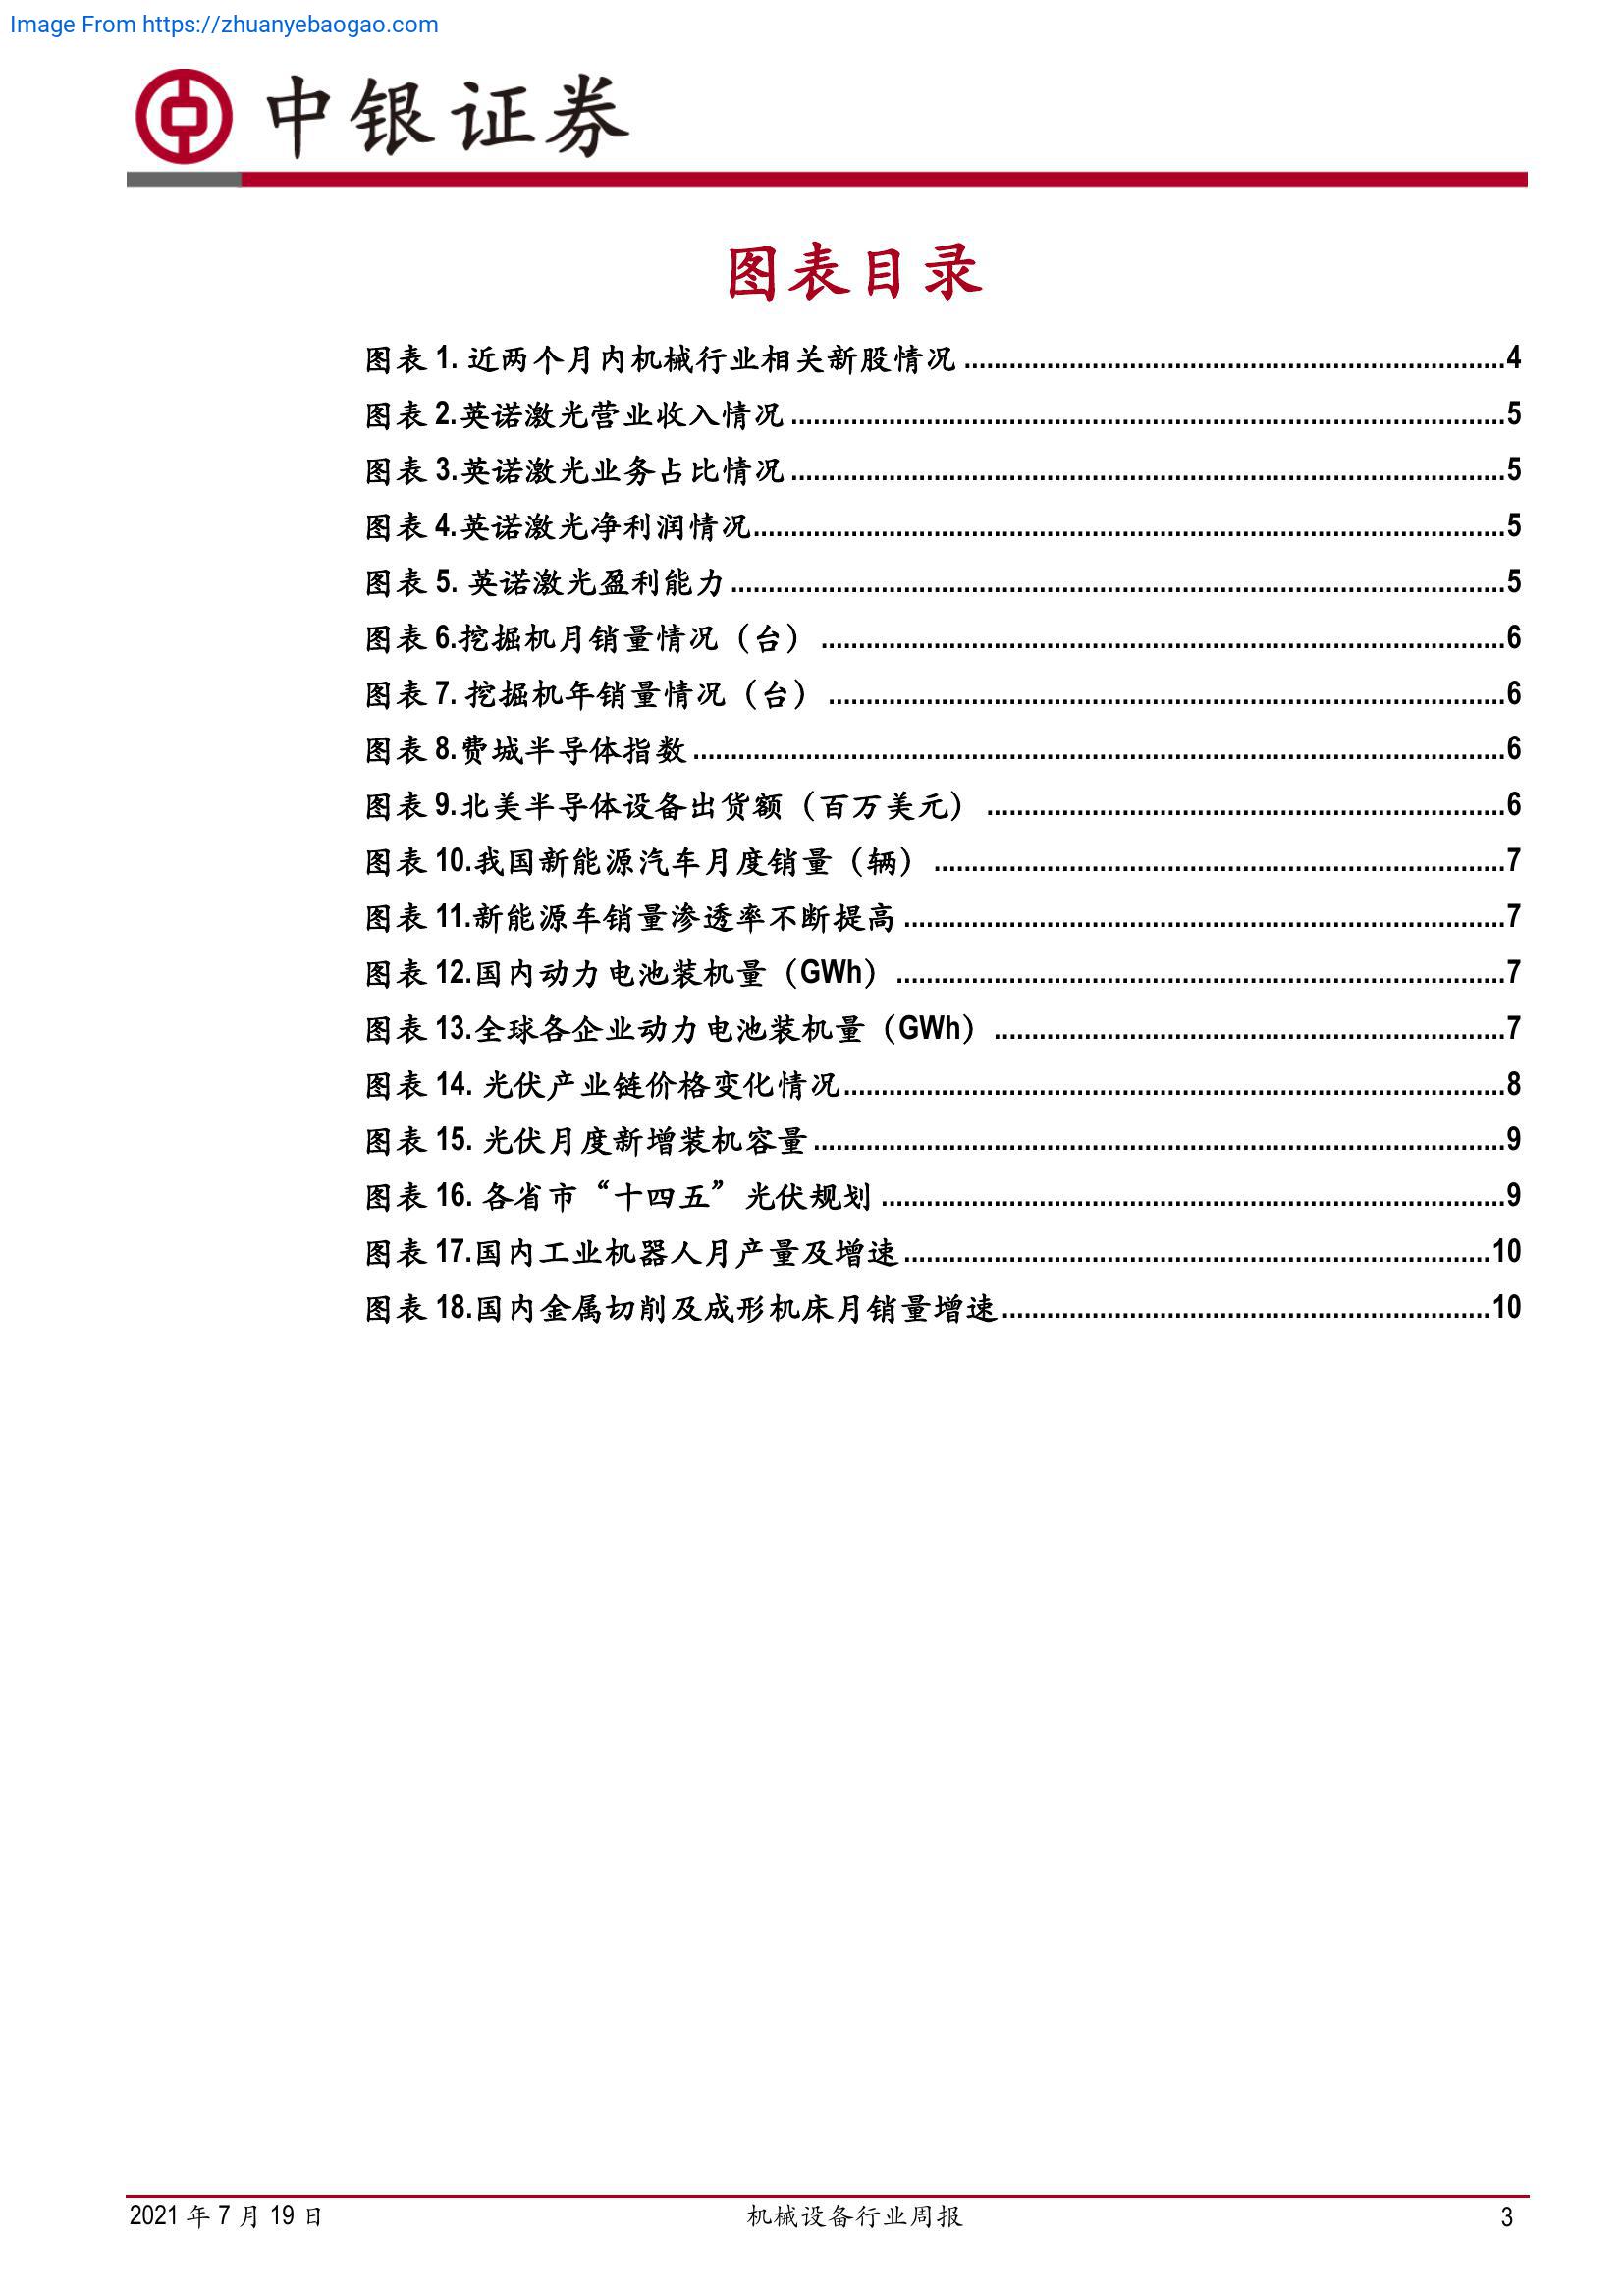 Image From https://zhuanyebaogao.com
中银证券
图表目录
图表 1. 近两个月内机械行业相关新股情况 ........................................................................4
图表 2.英诺激光营业收入情况 ........................................................................5
图表 3.英诺激光业务占比情况 ........................................................................5
图表 4.英诺激光净利润情况........................................................................5
图表 5. 英诺激光盈利能力 ........................................................................5
图表 6.挖掘机月销量情况（台） ........................................................................6
图表 7. 挖掘机年销量情况（台） ........................................................................6
图表 8.费城半导体指数 ........................................................................6
图表 9.北美半导体设备出货额（百万美元） ........................................................................6
图表 10.我国新能源汽车月度销量（辆） ........................................................................7
图表 11.新能源车销量渗透率不断提高 ........................................................................7
图表 12.国内动力电池装机量（GWh） ........................................................................7
图表 13.全球各企业动力电池装机量（GWh） ........................................................................7
图表 14. 光伏产业链价格变化情况........................................................................8
图表 15. 光伏月度新增装机容量 ........................................................................9
图表 16. 各省市“十四五”光伏规划 ........................................................................9
图表 17.国内工业机器人月产量及增速 ........................................................................10
图表 18.国内金属切削及成形机床月销量增速........................................................................10
2021 年 7 月 19 日 机械设备行业周报 3